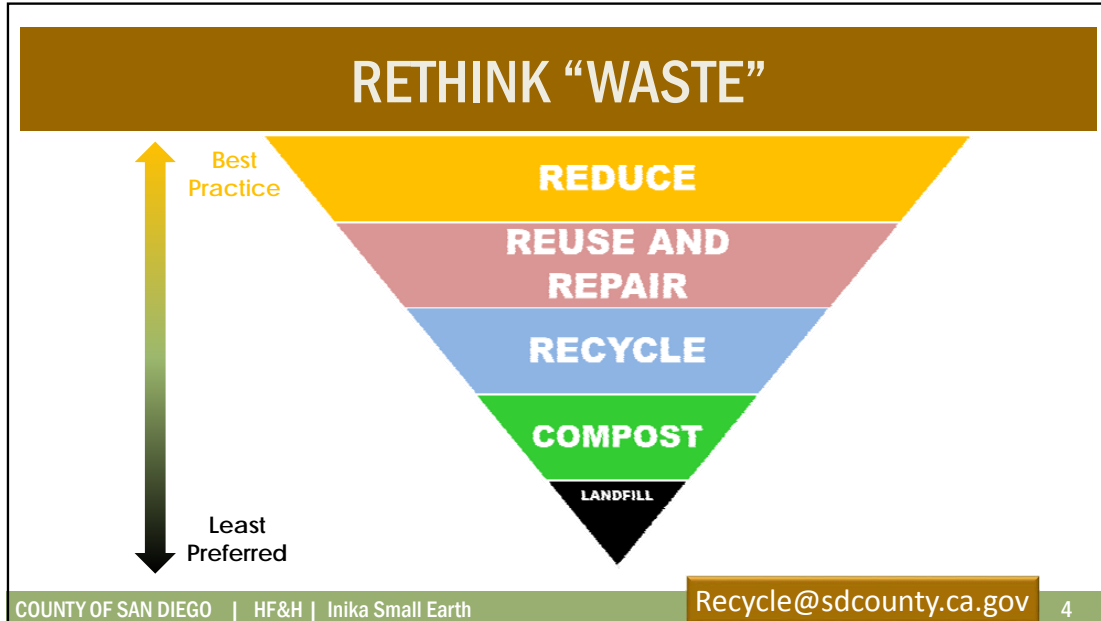 RETHINK “WASTE”
Best
Practice
REDUCE
REUSE AND
REPAIR
RECYCLE
COMPOST
LANDFILL
Least
Preferred
COUNTY OF SAN DIEGO | HF&H | Inika Small Earth
Recycle@sdcounty.ca.gov
4